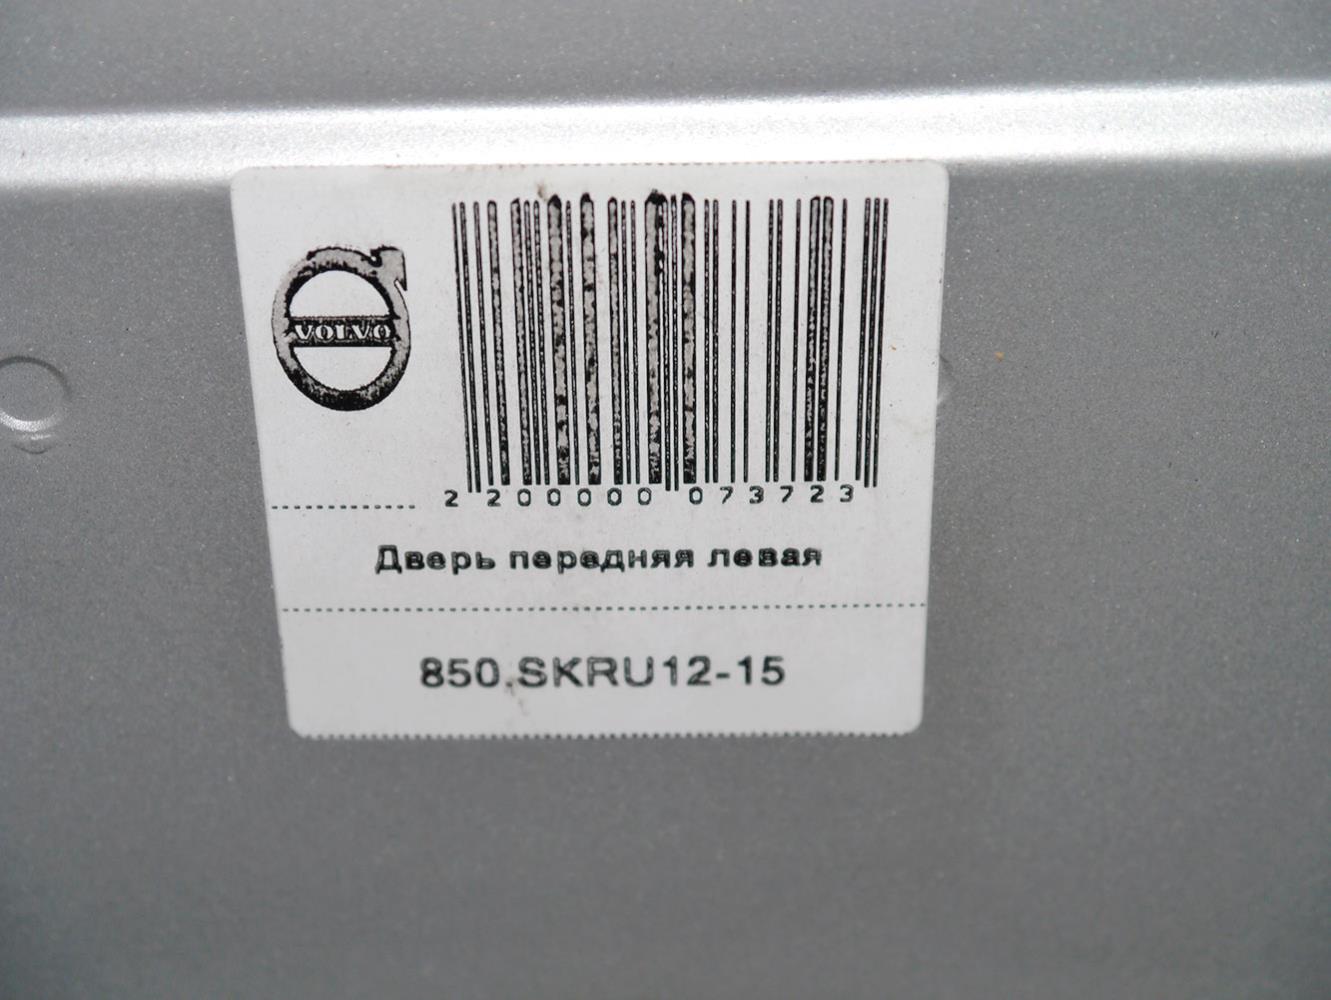 VOLVO
2 200000 073723
Дверь передняя левая
850.SKRU12-15